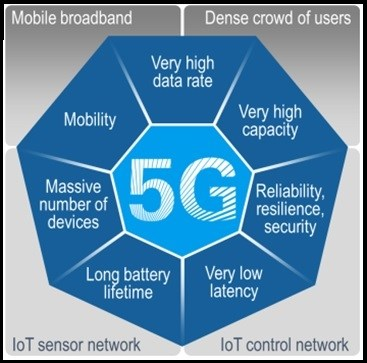 Mobile broadband
Dense crowd of users
Very high
data rate
Mobility
Very high
capacity
5G
Massive
number of
devices
Reliability,
resilience,
security
Long battery
lifetime
Very low
latency
IoT sensor network
IoT control network